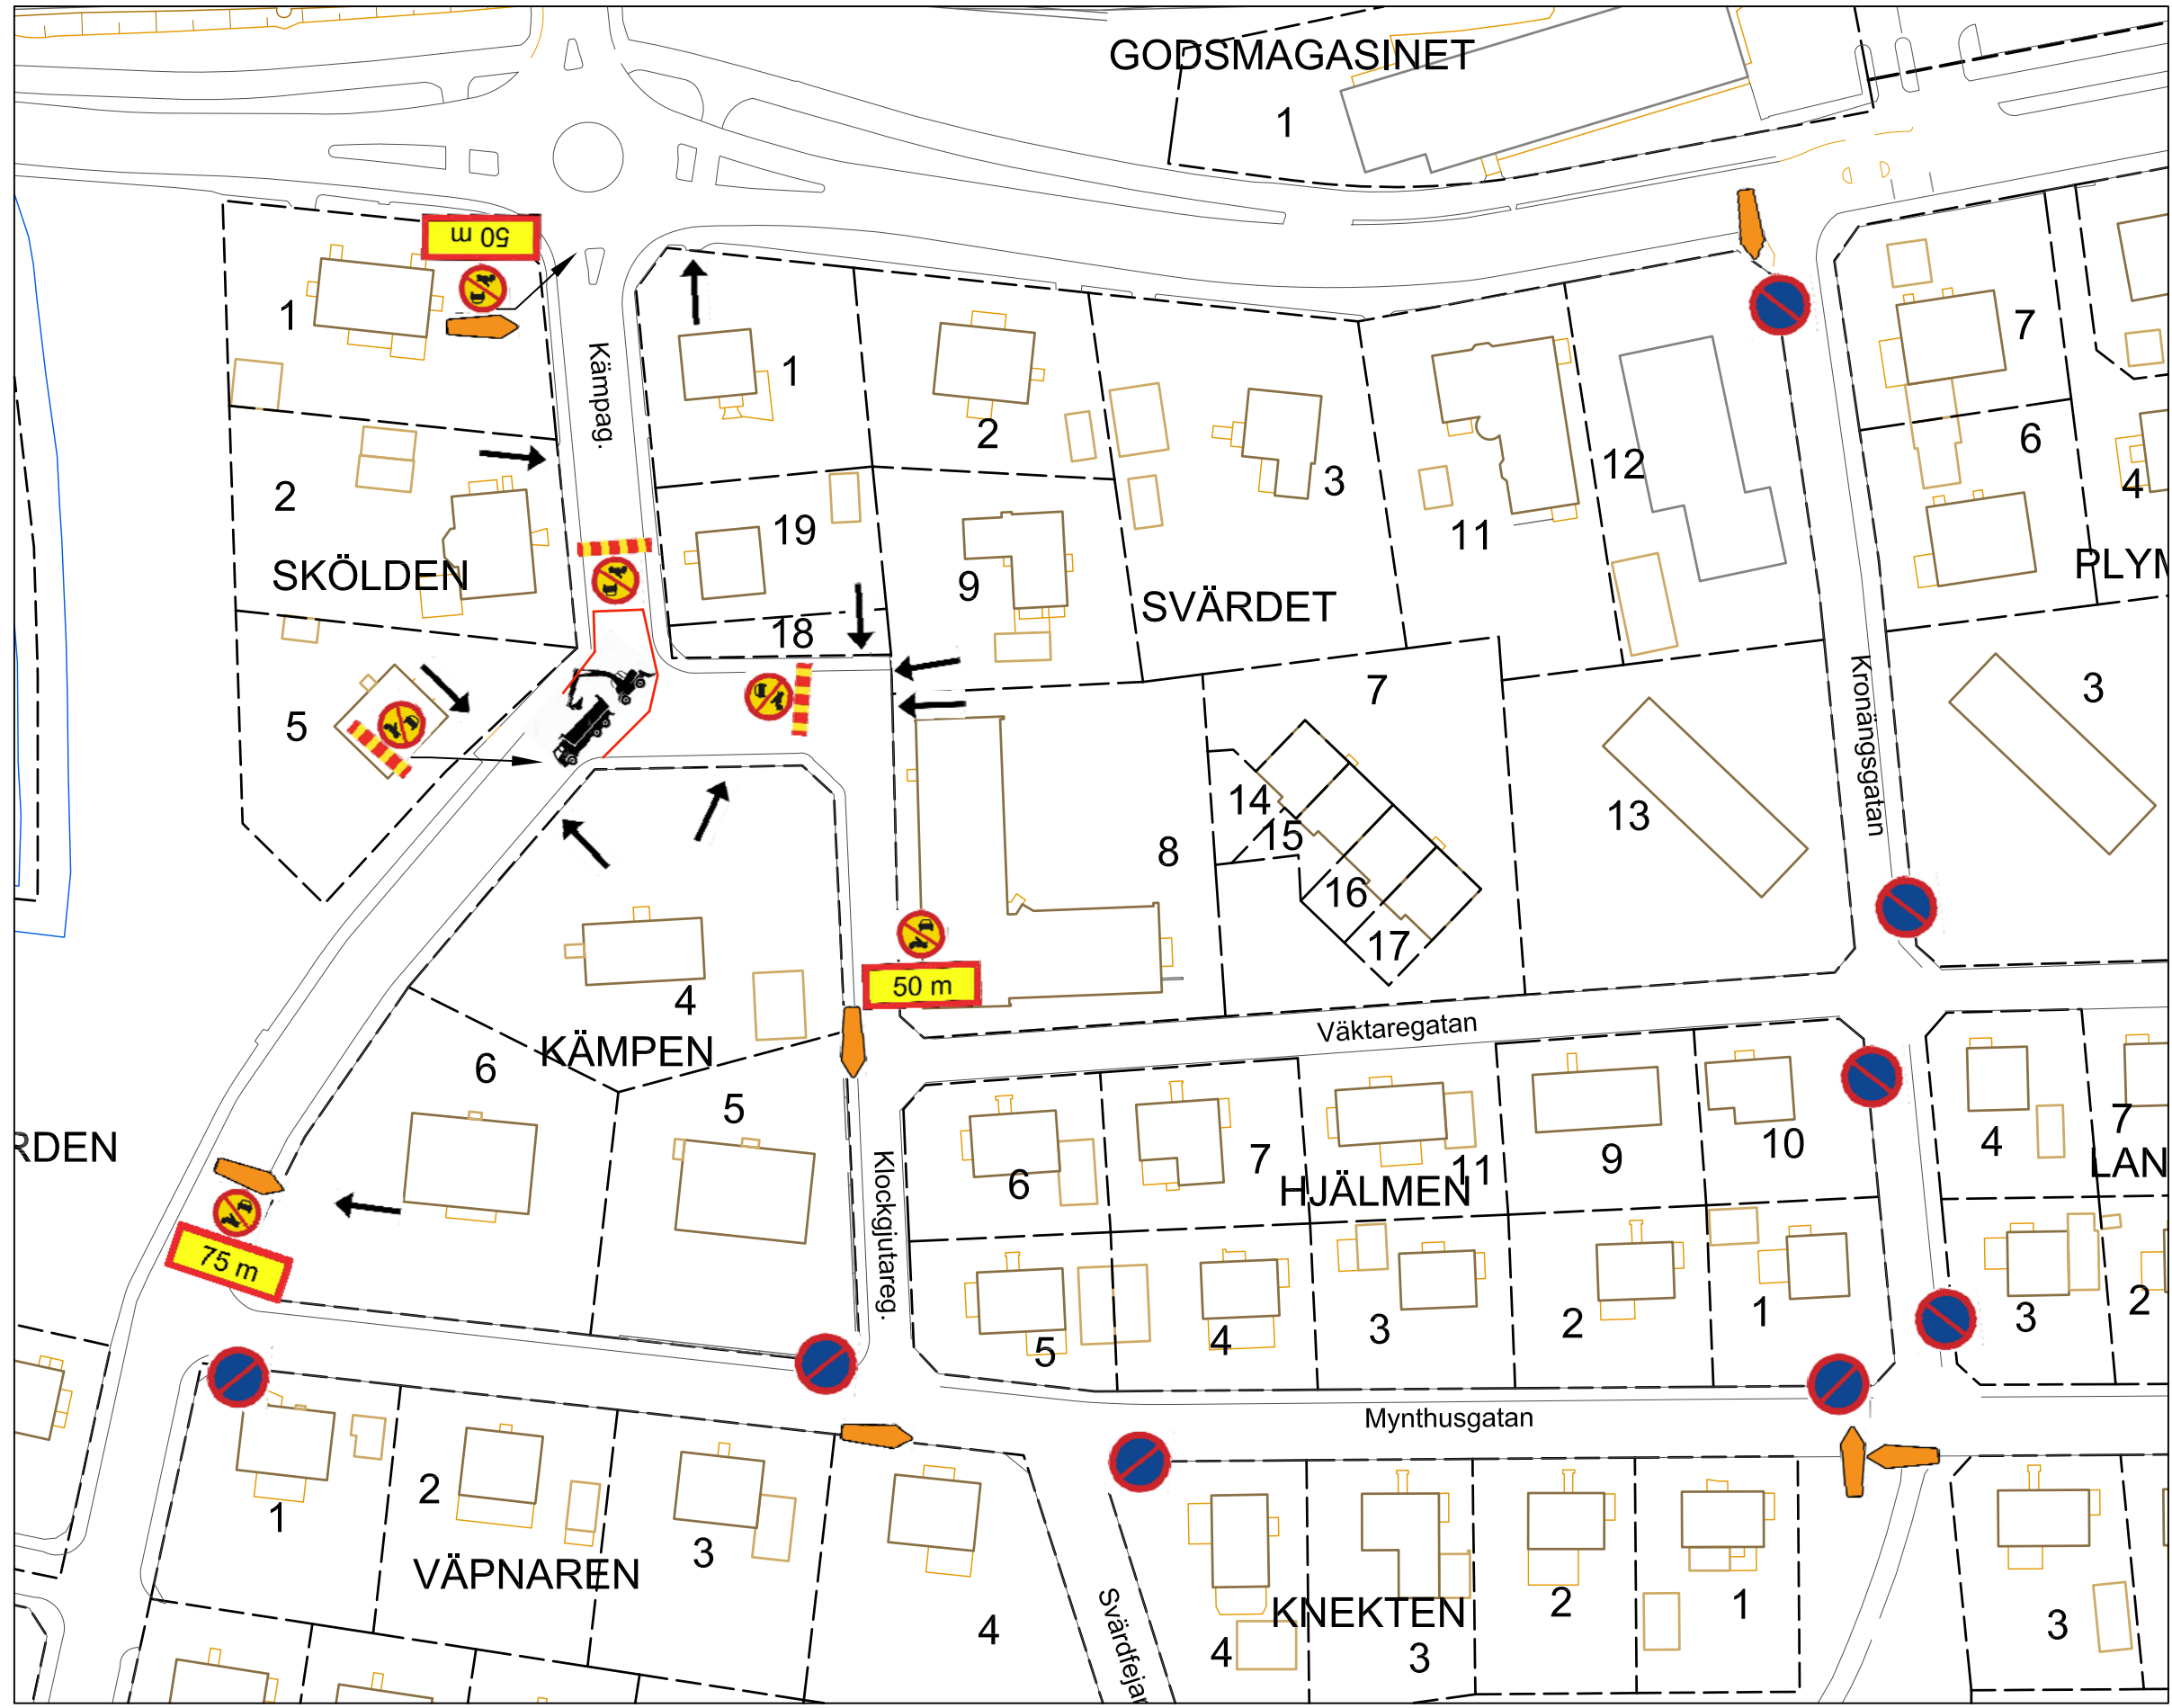 GODSMAGASINET
1
50 m
1
Kämpag.
1
2
3
11
12
7
6
4
2
SKÖLDEN
19
9
18
SVÄRDET
PLYM
5
7
3
Kronängsgatan
13
14
15
16
17
8
50 m
4
KÄMPEN
6
5
Väktaregatan
RDEN
75 m
Klockgjutareg.
6
7
HJÄLMEN
11
9
10
4
7
LAN
5
4
3
2
1
3
2
Mynthusgatan
1
2
3
VÄPNAREN
4
Svärdfejar
4
KNEKTEN
3
2
1
3